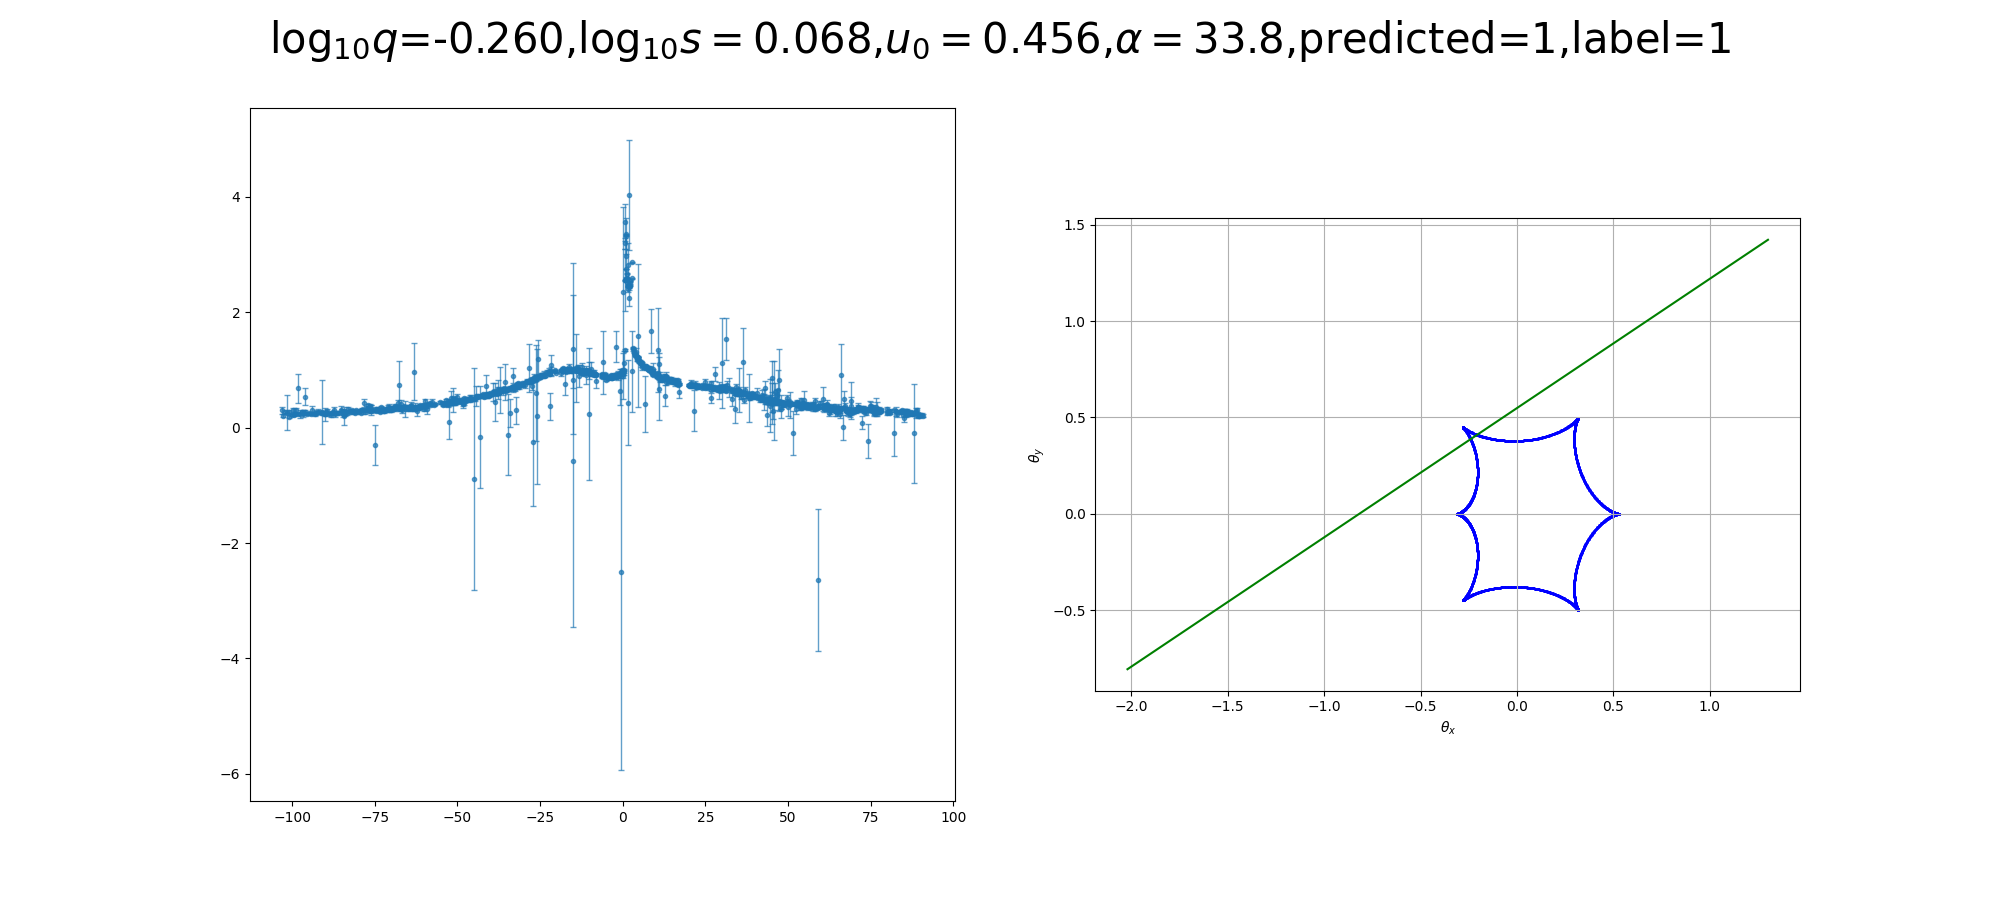 log₁₀q=-0.260,log₁₀s = 0.068,u₀ = 0.456,α = 33.8,predicted=1,label=1
4
2
0
−2
−4
−6
−100 −75 −50 −25 0 25 50 75 100
1.5
1.0
0.5
0.0
−0.5
θy
−2.0 −1.5 −1.0 −0.5 0.0 0.5 1.0
θx